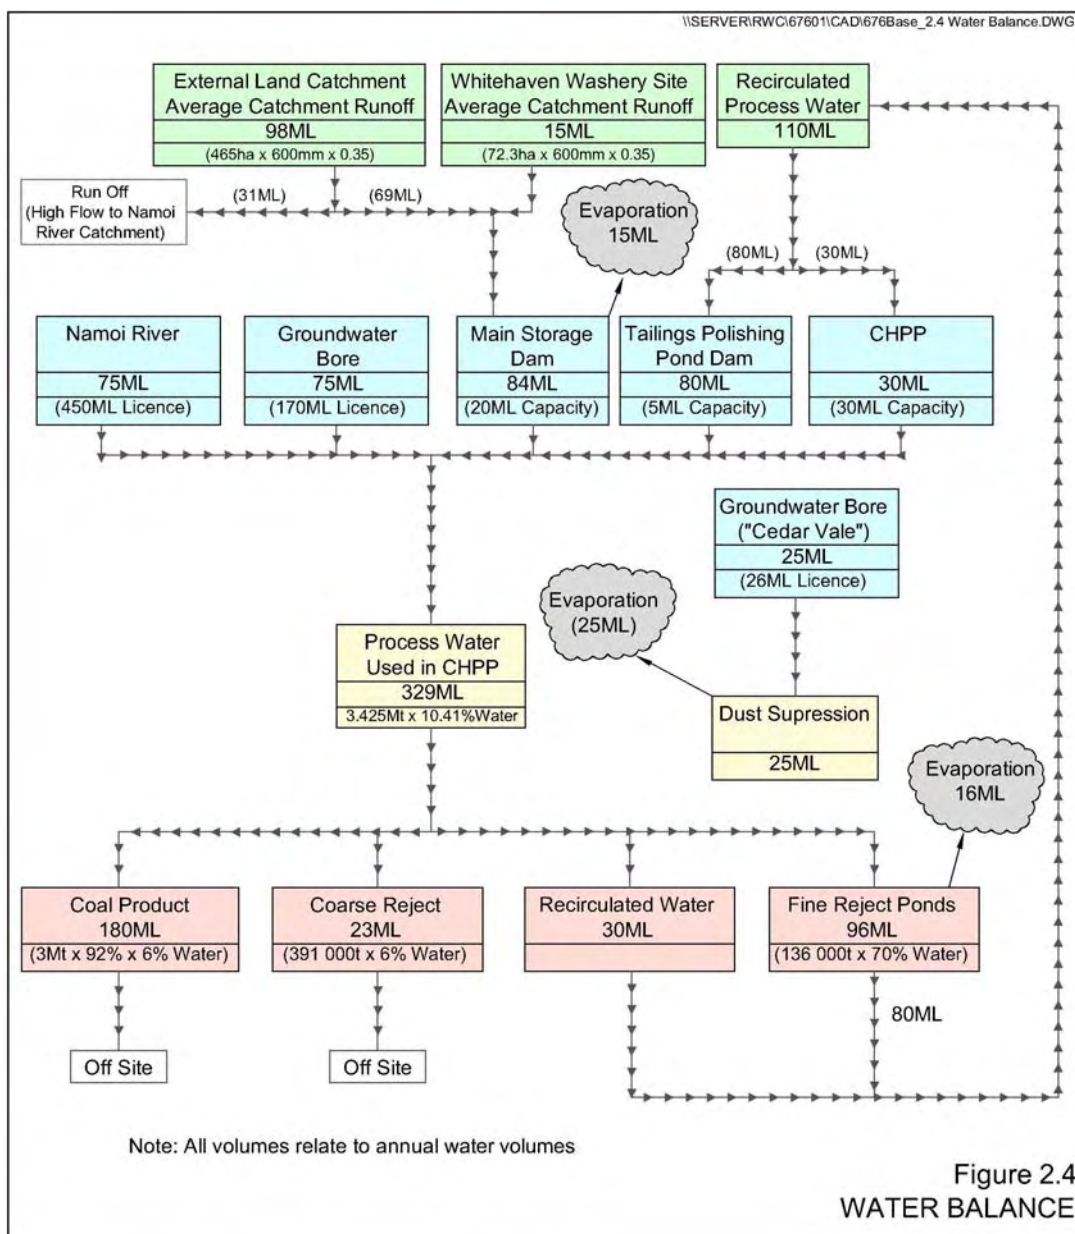 \\SERVER\RWC\67601\CAD\676Base_2.4 Water Balance.DWG
External Land Catchment
Average Catchment Runoff
98ML
(465ha x 600mm x 0.35)
Whitehaven Washery Site
Average Catchment Runoff
15ML
(72.3ha x 600mm x 0.35)
Recirculated
Process Water
110ML
Run Off
(High Flow to Namoi
River Catchment)
(31ML)
(69ML)
Evaporation
15ML
(80ML)
(30ML)
Namoi River
75ML
(450ML Licence)
Groundwater
Bore
75ML
(170ML Licence)
Main Storage
Dam
84ML
(20ML Capacity)
Tailings Polishing
Pond Dam
80ML
(5ML Capacity)
CHPP
30ML
(30ML Capacity)
Groundwater Bore
("Cedar Vale")
25ML
(26ML Licence)
Evaporation
(25ML)
Process Water
Used in CHPP
329ML
3.425Mt x 10.41%Water
Dust Supression
25ML
Evaporation
16ML
Coal Product
180ML
(3Mt x 92% x 6% Water)
Coarse Reject
23ML
(391 000t x 6% Water)
Recirculated Water
30ML
Fine Reject Ponds
96ML
(136 000t x 70% Water)
80ML
Off Site
Off Site
Note: All volumes relate to annual water volumes
Figure 2.4
WATER BALANCE